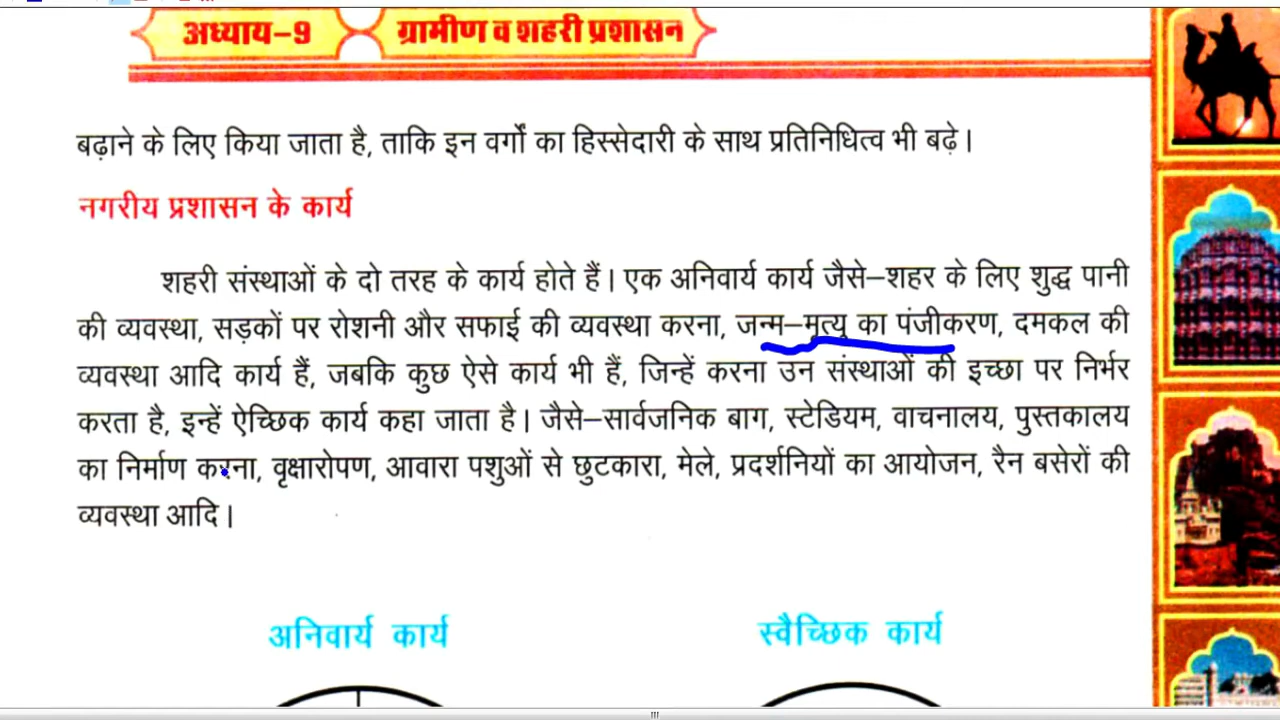 अध्याय–9
ग्रामीण व शहरी प्रशासन
बढ़ाने के लिए किया जाता है, ताकि इन वर्गों का हिस्सेदारी के साथ प्रतिनिधित्व भी बढ़े।
नगरीय प्रशासन के कार्य
शहरी संस्थाओं के दो तरह के कार्य होते हैं। एक अनिवार्य कार्य जैसे–शहर के लिए शुद्ध पानी
की व्यवस्था, सड़कों पर रोशनी और सफाई की व्यवस्था करना, जन्म–मृत्यु का पंजीकरण, दमकल की
व्यवस्था आदि कार्य हैं, जबकि कुछ ऐसे कार्य भी हैं, जिन्हें करना उन संस्थाओं की इच्छा पर निर्भर
करता है, इन्हें ऐच्छिक कार्य कहा जाता है। जैसे–सार्वजनिक बाग, स्टेडियम, वाचनालय, पुस्तकालय
का निर्माण करना, वृक्षारोपण, आवारा पशुओं से छुटकारा, मेले, प्रदर्शनियों का आयोजन, रैन बसेरों की
व्यवस्था आदि।
अनिवार्य कार्य
स्वैच्छिक कार्य